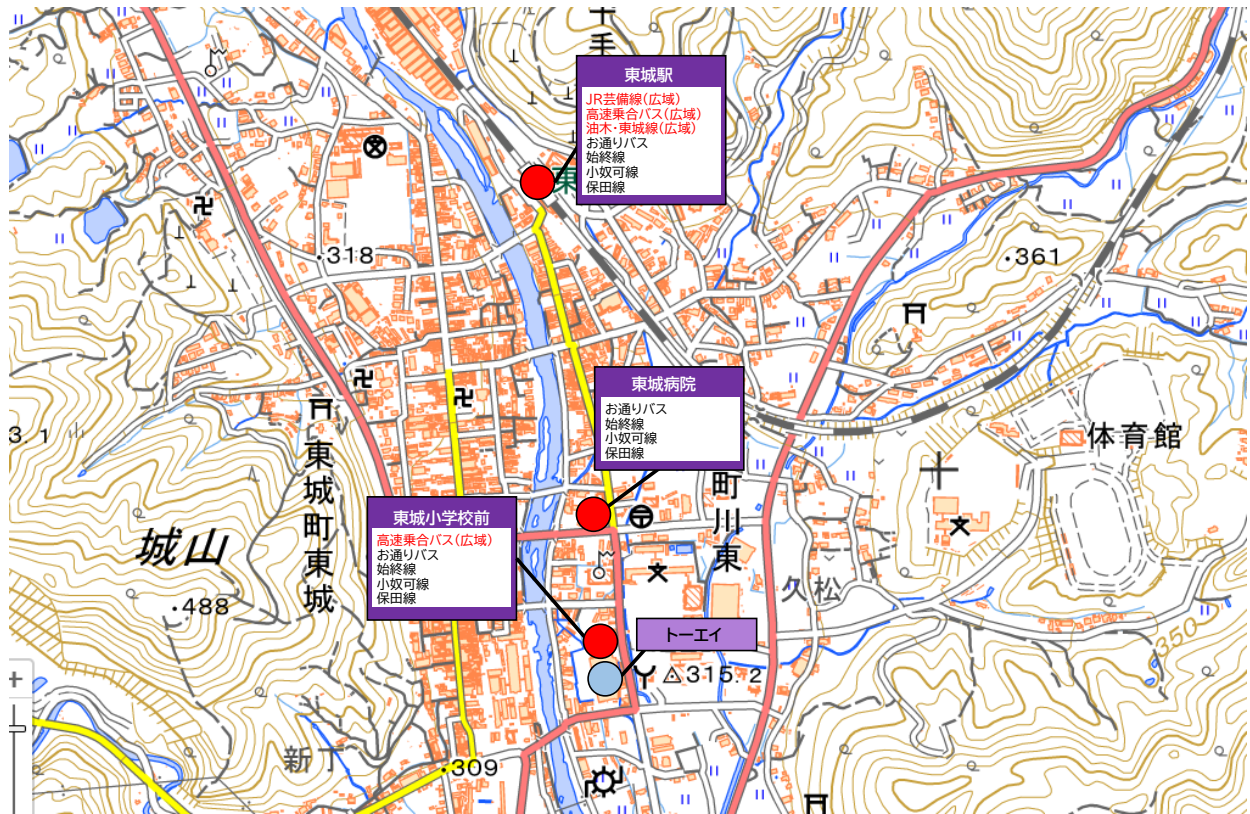 千手
東城駅
JR芸備線(広域)
高速乗合バス(広域)
油木・東城線(広域)
お通りバス
始終線
小奴可線
保田線
東
318
361
東城病院
お通りバス
始終線
小奴可線
保田線
3.1
体育館
東城町東城
町川東
城山
488
東城小学校前
高速乗合バス(広域)
お通りバス
始終線
小奴可線
保田線
久松
トーエイ
350
315.2
+
新丁
309